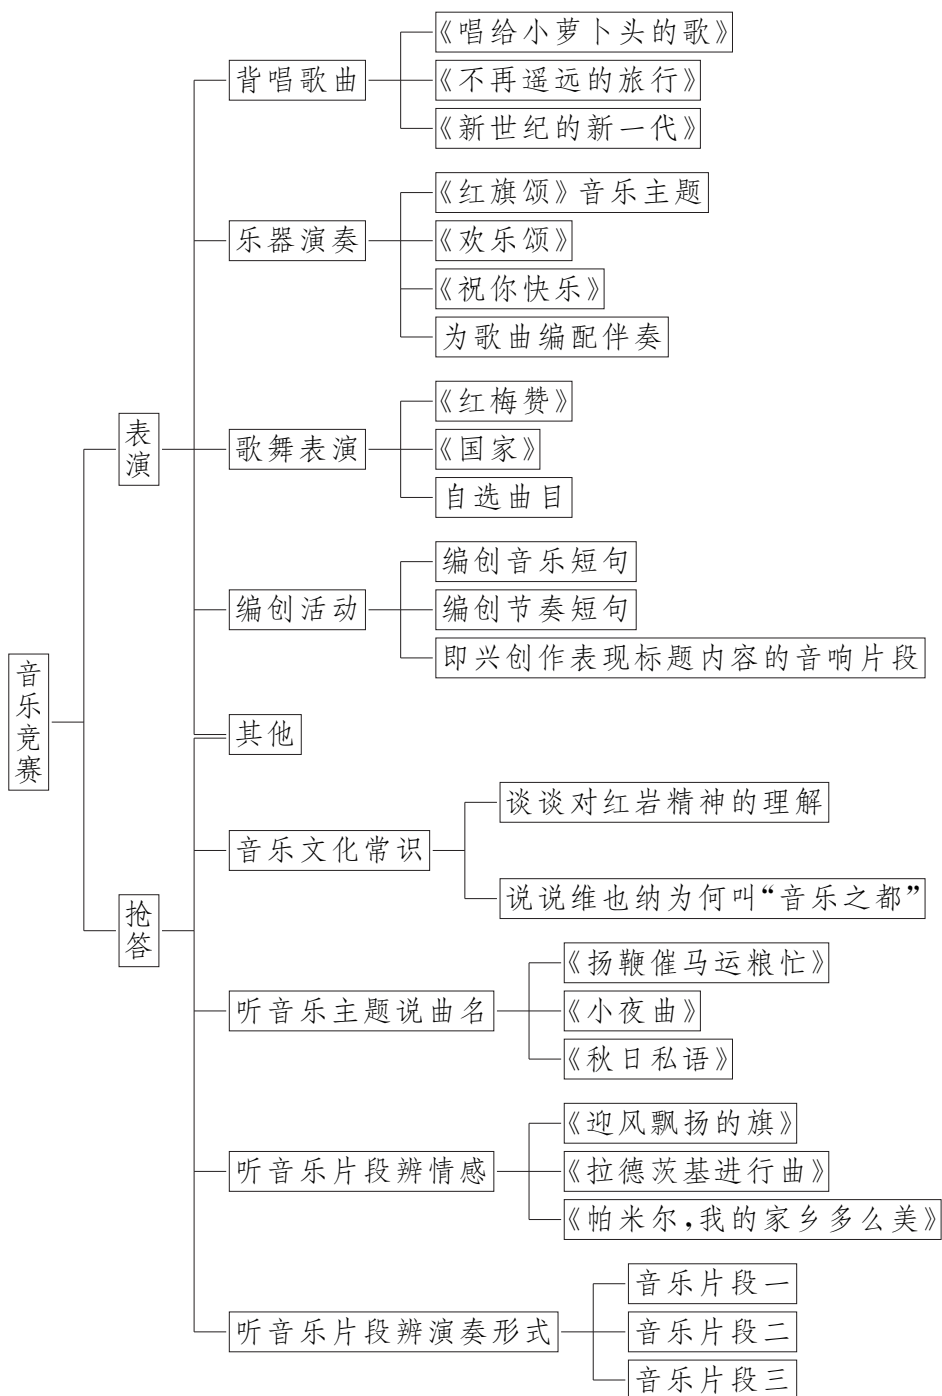 音乐竞赛
表演
背唱歌曲
《唱给小萝卜头的歌》
《不再遥远的旅行》
《新世纪的新一代》
乐器演奏
《红旗颂》音乐主题
《欢乐颂》
《祝你快乐》
为歌曲编配伴奏
歌舞表演
《红梅赞》
《国家》
自选曲目
编创活动
编创音乐短句
编创节奏短句
即兴创作表现标题内容的音响片段
其他
抢答
音乐文化常识
谈谈对红岩精神的理解
说说维也纳为何叫“音乐之都”
听音乐主题说曲名
《扬鞭催马运粮忙》
《小夜曲》
《秋日私语》
听音乐片段辨情感
《迎风飘扬的旗》
《拉德茨基进行曲》
《帕米尔,我的家乡多么美》
听音乐片段辨演奏形式
音乐片段一
音乐片段二
音乐片段三